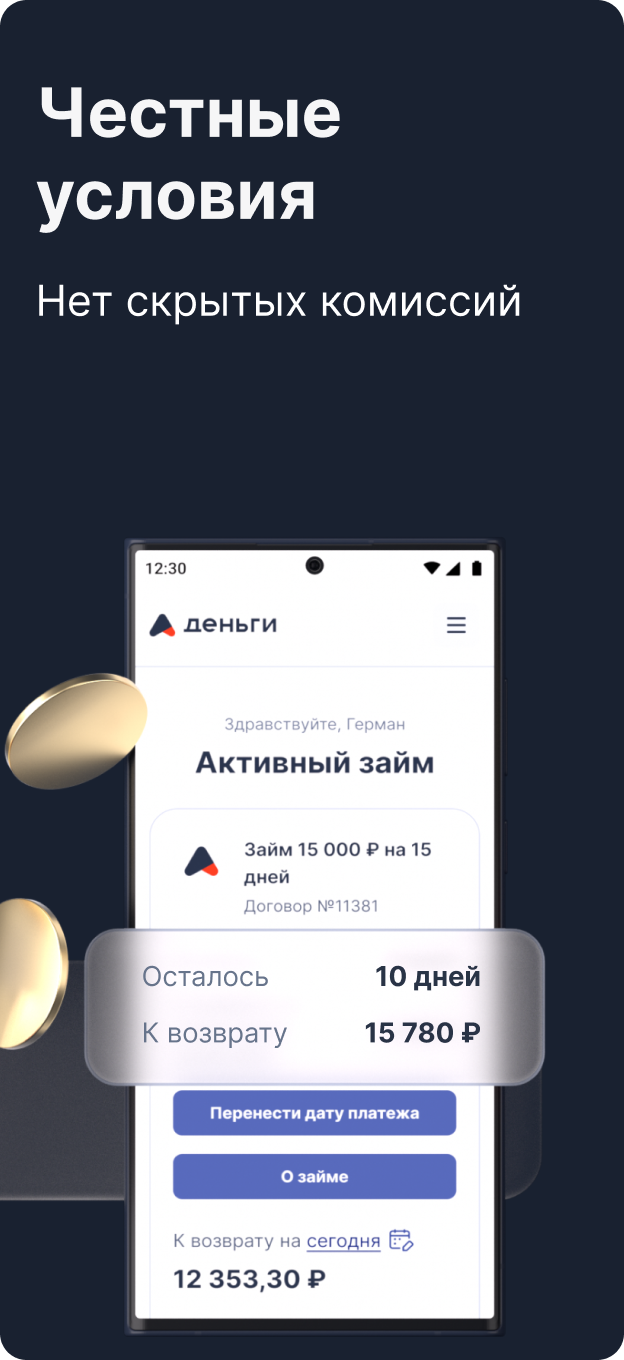 Честные
условия
Нет скрытых комиссий
12:30
деньги
Здравствуйте, Герман
Активный займ
Займ 15 000 ₽ на 15
дней
Договор №11381
Осталось 10 дней
К возврату 15 780 ₽
Перенести дату платежа
О займе
К возврату на сегодня
12 353,30 ₽